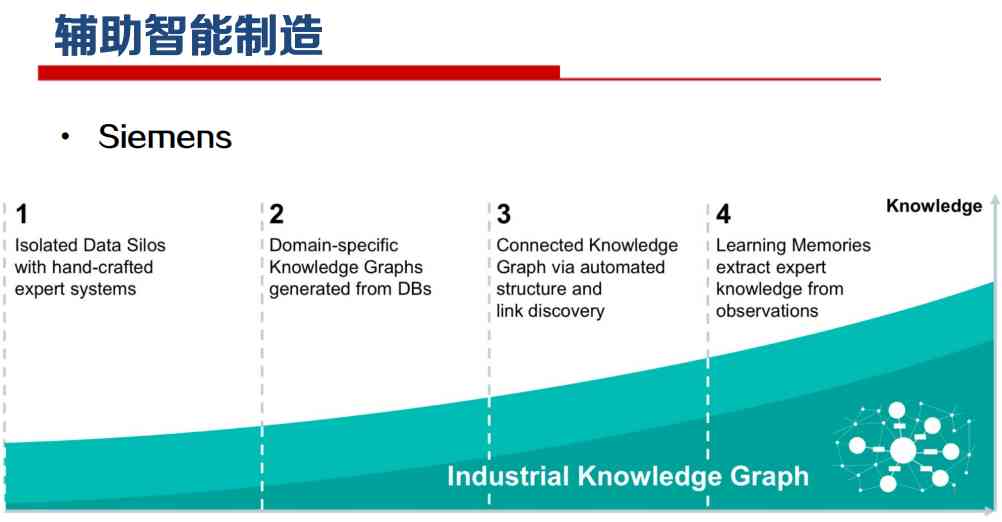 辅助智能制造
• Siemens
1
Isolated Data Silos
with hand-crafted
expert systems
2
Domain-specific
Knowledge Graphs
generated from DBs
3
Connected Knowledge
Graph via automated
structure and
link discovery
4
Learning Memories
extract expert
knowledge from
observations
Knowledge
Industrial Knowledge Graph